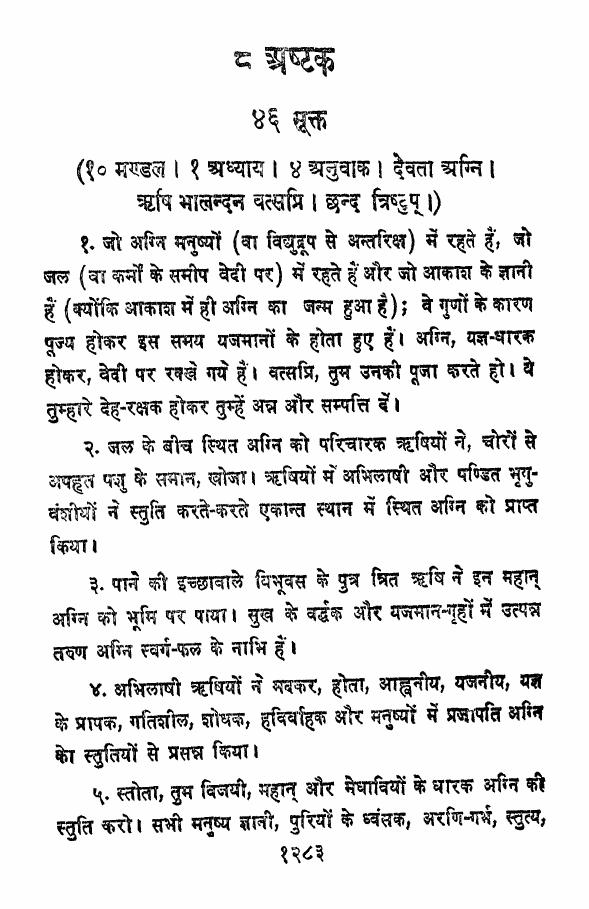 ८ अष्टक
४६ सूक्त
(१० मण्डल। १ अध्याय। ४ अनुवाक। देवता अग्नि।
ऋषि भालन्दन वत्सप्रि। छन्द त्रिष्टुप्।)
१. जो अग्नि मनुष्यों (वा विद्युद्रूप से अन्तरिक्ष) में रहते हैं, जो
जल (वा कर्मों के समीप वेदी पर) में रहते हैं और जो आकाश के ज्ञानी
हैं (क्योंकि आकाश में ही अग्नि का जन्म हुआ है); वे गुणों के कारण
पूज्य होकर इस समय यजमानों के होता हुए हैं। अग्नि, यज्ञ-धारक
होकर, वेदी पर रक्खे गये हैं। वत्सप्रि, तुम उनकी पूजा करते हो। ये
तुम्हारे देह-रक्षक होकर तुम्हें अन्न और सम्पत्ति दें।
२. जल के बीच स्थित अग्नि को परिचारक ऋषियों ने, चोरों से
अपहृत पशु के समान, खोजा। ऋषियों में अभिलाषी और पण्डित भृगु-
वंशीयों ने स्तुति करते-करते एकान्त स्थान में स्थित अग्नि को प्राप्त
किया।
३. पाने की इच्छावाले विभूवस के पुत्र त्रित ऋषि ने इन महान्
अग्नि को भूमि पर पाया। सुख के वर्द्धक और यजमान-गृहों में उत्पन्न
तरुण अग्नि स्वर्ग-फल के नाभि हैं।
४. अभिलाषी ऋषियों ने मदकर, होता, आह्वनीय, यजनीय, यज्ञ
के प्रापक, गतिशील, शोधक, हविर्वाहक और मनुष्यों में प्रजापति अग्नि
को स्तुतियों से प्रसन्न किया।
५. स्तोता, तुम विजयी, महान् और मेधावियों के धारक अग्नि की
स्तुति करो। सभी मनुष्य ज्ञानी, पुरियों के ध्वंसक, अरणि-गर्भ, स्तुत्य,
१२८३